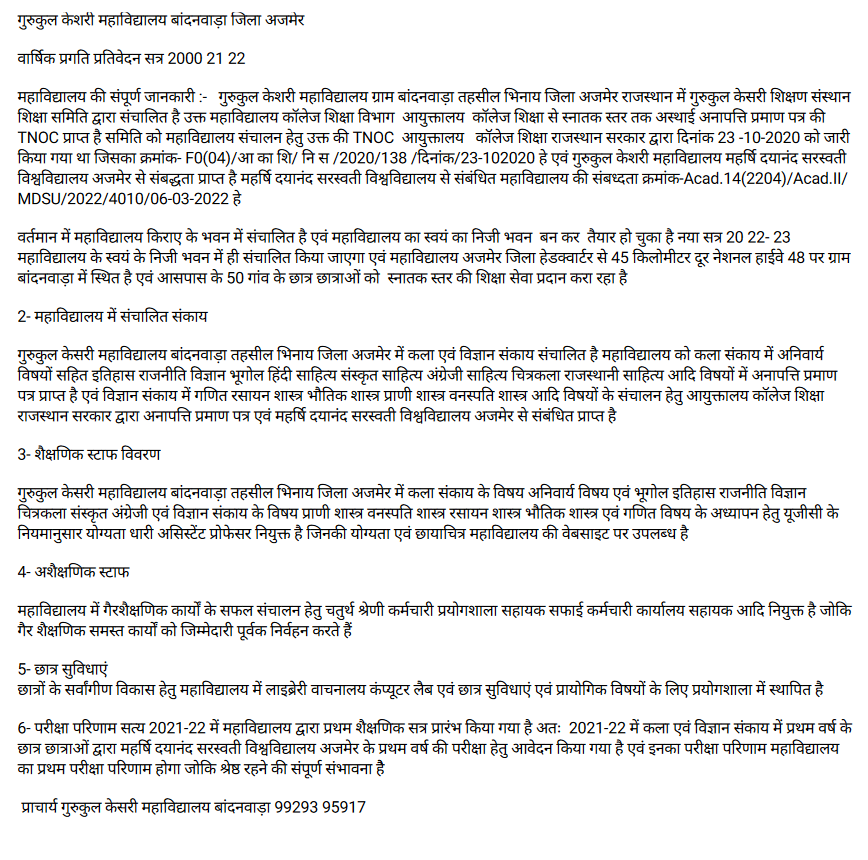 गुरुकुल केशरी महाविद्यालय बांदनवाड़ा जिला अजमेर
वार्षिक प्रगति प्रतिवेदन सत्र 2000 21 22
महाविद्यालय की संपूर्ण जानकारी :- गुरुकुल केशरी महाविद्यालय ग्राम बांदनवाड़ा तहसील भिनाय जिला अजमेर राजस्थान में गुरुकुल केसरी शिक्षण संस्थान
शिक्षा समिति द्वारा संचालित है उक्त महाविद्यालय कॉलेज शिक्षा विभाग आयुक्तालय कॉलेज शिक्षा से स्नातक स्तर तक अस्थाई अनापत्ति प्रमाण पत्र की
TNOC प्राप्त है समिति को महाविद्यालय संचालन हेतु उक्त की TNOC आयुक्तालय कॉलेज शिक्षा राजस्थान सरकार द्वारा दिनांक 23 -10-2020 को जारी
किया गया था जिसका क्रमांक- F0(04)/आ का शि/ नि स /2020/138 /दिनांक/23-102020 हे एवं गुरुकुल केशरी महाविद्यालय महर्षि दयानंद सरस्वती
विश्वविद्यालय अजमेर से संबद्धता प्राप्त है महर्षि दयानंद सरस्वती विश्वविद्यालय से संबंधित महाविद्यालय की संबध्दता क्रमांक-Acad.14(2204)/Acad.II/
MDSU/2022/4010/06-03-2022 हे
वर्तमान में महाविद्यालय किराए के भवन में संचालित है एवं महाविद्यालय का स्वयं का निजी भवन बन कर तैयार हो चुका है नया सत्र 20 22- 23
महाविद्यालय के स्वयं के निजी भवन में ही संचालित किया जाएगा एवं महाविद्यालय अजमेर जिला हेडक्वार्टर से 45 किलोमीटर दूर नेशनल हाईवे 48 पर ग्राम
बांदनवाड़ा में स्थित है एवं आसपास के 50 गांव के छात्र छात्राओं को स्नातक स्तर की शिक्षा सेवा प्रदान करा रहा है
2- महाविद्यालय में संचालित संकाय
गुरुकुल केसरी महाविद्यालय बांदनवाड़ा तहसील भिनाय जिला अजमेर में कला एवं विज्ञान संकाय संचालित है महाविद्यालय को कला संकाय में अनिवार्य
विषयों सहित इतिहास राजनीति विज्ञान भूगोल हिंदी साहित्य संस्कृत साहित्य अंग्रेजी साहित्य चित्रकला राजस्थानी साहित्य आदि विषयों में अनापत्ति प्रमाण
पत्र प्राप्त है एवं विज्ञान संकाय में गणित रसायन शास्त्र भौतिक शास्त्र प्राणी शास्त्र वनस्पति शास्त्र आदि विषयों के संचालन हेतु आयुक्तालय कॉलेज शिक्षा
राजस्थान सरकार द्वारा अनापत्ति प्रमाण पत्र एवं महर्षि दयानंद सरस्वती विश्वविद्यालय अजमेर से संबंधित प्राप्त है
3- शैक्षणिक स्टाफ विवरण
गुरुकुल केसरी महाविद्यालय बांदनवाड़ा तहसील भिनाय जिला अजमेर में कला संकाय के विषय अनिवार्य विषय एवं भूगोल इतिहास राजनीति विज्ञान
चित्रकला संस्कृत अंग्रेजी एवं विज्ञान संकाय के विषय प्राणी शास्त्र वनस्पति शास्त्र रसायन शास्त्र भौतिक शास्त्र एवं गणित विषय के अध्यापन हेतु यूजीसी के
नियमानुसार योग्यता धारी असिस्टेंट प्रोफेसर नियुक्त है जिनकी योग्यता एवं छायाचित्र महाविद्यालय की वेबसाइट पर उपलब्ध है
4- अशैक्षणिक स्टाफ
महाविद्यालय में गैरशैक्षणिक कार्यों के सफल संचालन हेतु चतुर्थ श्रेणी कर्मचारी प्रयोगशाला सहायक सफाई कर्मचारी कार्यालय सहायक आदि नियुक्त है जोकि
गैर शैक्षणिक समस्त कार्यों को जिम्मेदारी पूर्वक निर्वहन करते हैं
5- छात्र सुविधाएं
छात्रों के सर्वांगीण विकास हेतु महाविद्यालय में लाइब्रेरी वाचनालय कंप्यूटर लैब एवं छात्र सुविधाएं एवं प्रायोगिक विषयों के लिए प्रयोगशाला में स्थापित है
6- परीक्षा परिणाम सत्य 2021-22 में महाविद्यालय द्वारा प्रथम शैक्षणिक सत्र प्रारंभ किया गया है अतः 2021-22 में कला एवं विज्ञान संकाय में प्रथम वर्ष के
छात्र छात्राओं द्वारा महर्षि दयानंद सरस्वती विश्वविद्यालय अजमेर के प्रथम वर्ष की परीक्षा हेतु आवेदन किया गया है एवं इनका परीक्षा परिणाम महाविद्यालय
का प्रथम परीक्षा परिणाम होगा जोकि श्रेष्ठ रहने की संपूर्ण संभावना है
प्राचार्य गुरुकुल केसरी महाविद्यालय बांदनवाड़ा 99293 95917